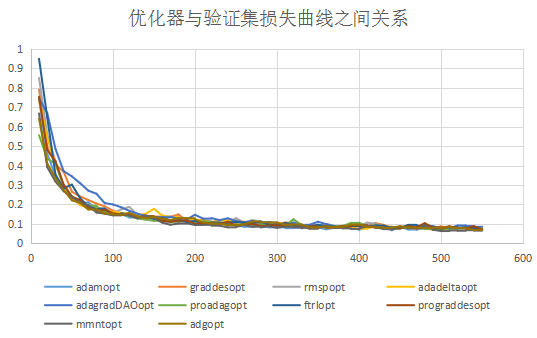 优化器与验证集损失曲线之间关系
1
0.9
0.8
0.7
0.6
0.5
0.4
0.3
0.2
0.1
0
0 100 200 300 400 500 600
adamopt graddesopt rmspopt adadeltaopt
adagradDAOopt proadagopt ftrlopt prograddesopt
mmntopt adgopt